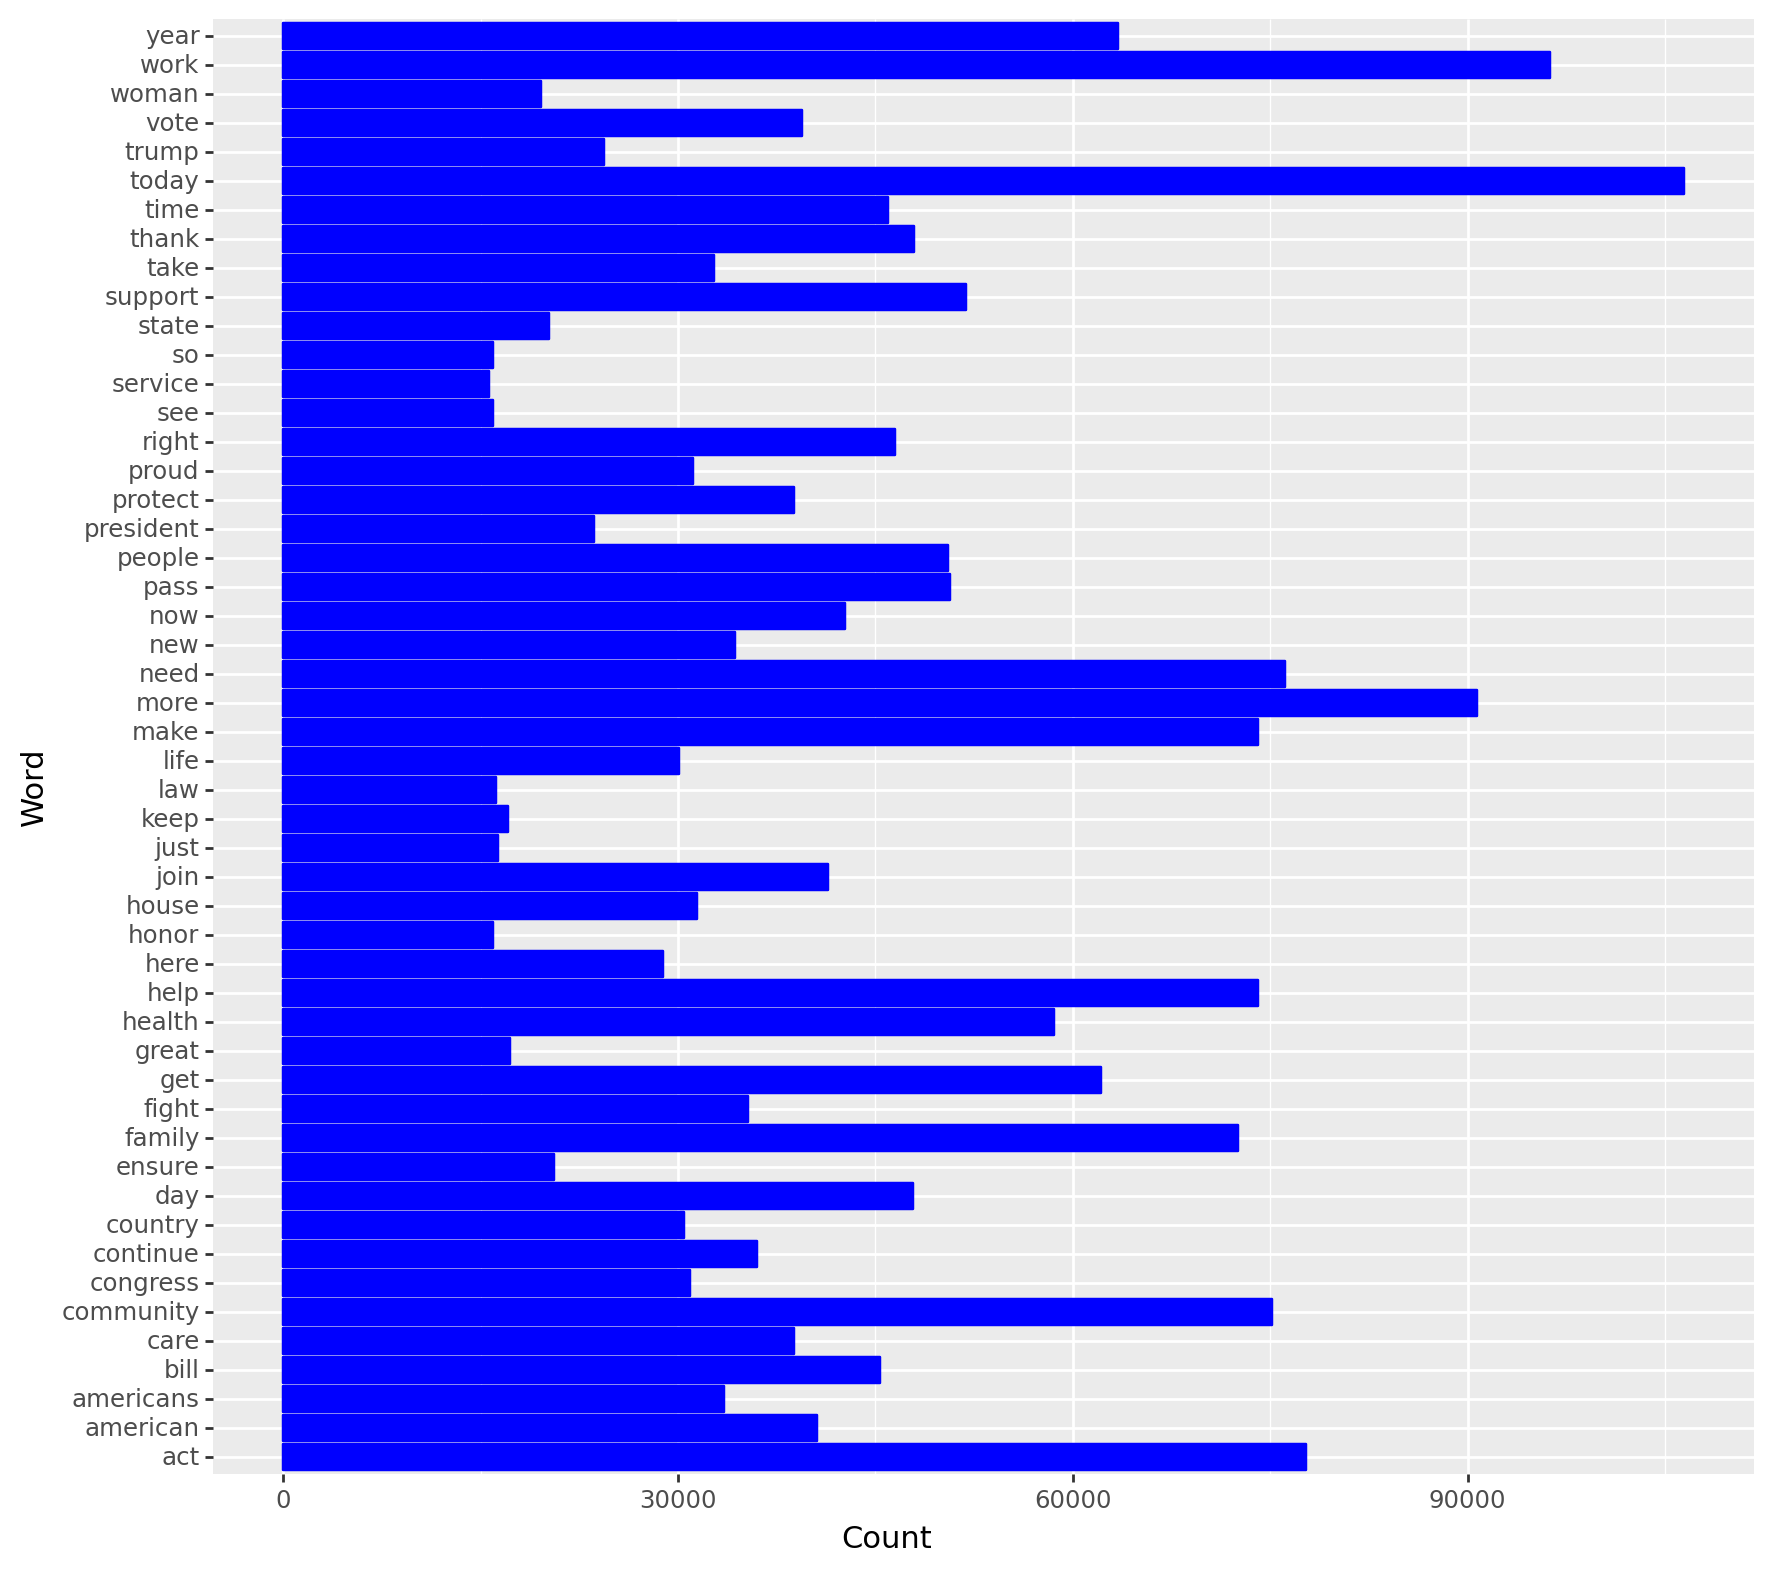 year
work
woman
vote
trump
today
time
thank
take
support
state
so
service
see
right
proud
protect
president
people
pass
now
new
need
more
make
life
law
keep
just
join
house
honor
here
help
health
great
get
fight
family
ensure
day
country
continue
congress
community
care
bill
americans
american
act
Word
0 30000 60000 90000
Count